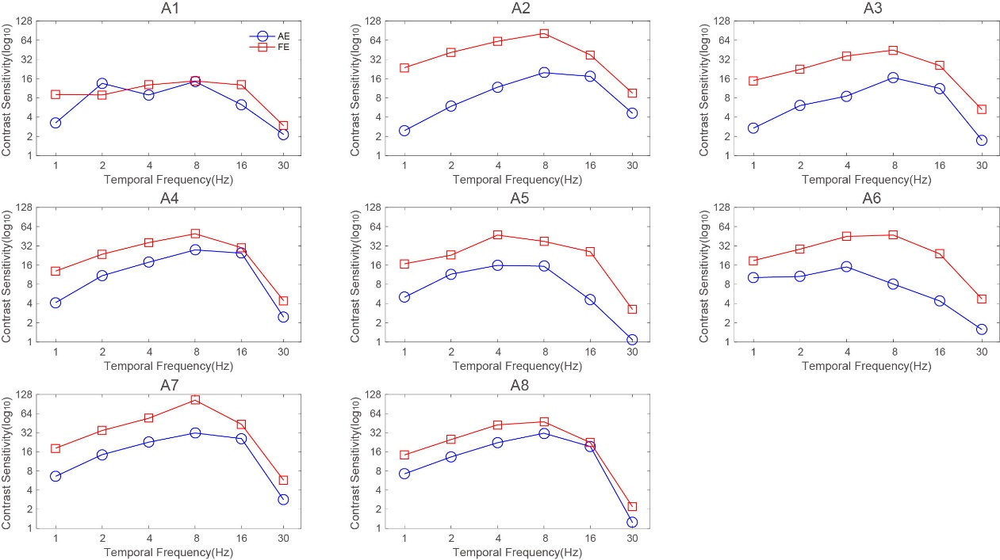 A1
A2
A3
128
64
32
16
8
4
2
1
Contrast Sensitivity(log10)
AE
FE
1 2 4 8 16 30
Temporal Frequency(Hz)
128
64
32
16
8
4
2
1
Contrast Sensitivity(log10)
1 2 4 8 16 30
Temporal Frequency(Hz)
128
64
32
16
8
4
2
1
Contrast Sensitivity(log10)
1 2 4 8 16 30
Temporal Frequency(Hz)
A4
A5
A6
128
64
32
16
8
4
2
1
Contrast Sensitivity(log10)
1 2 4 8 16 30
Temporal Frequency(Hz)
128
64
32
16
8
4
2
1
Contrast Sensitivity(log10)
1 2 4 8 16 30
Temporal Frequency(Hz)
128
64
32
16
8
4
2
1
Contrast Sensitivity(log10)
1 2 4 8 16 30
Temporal Frequency(Hz)
A7
A8
128
64
32
16
8
4
2
1
Contrast Sensitivity(log10)
1 2 4 8 16 30
Temporal Frequency(Hz)
128
64
32
16
8
4
2
1
Contrast Sensitivity(log10)
1 2 4 8 16 30
Temporal Frequency(Hz)